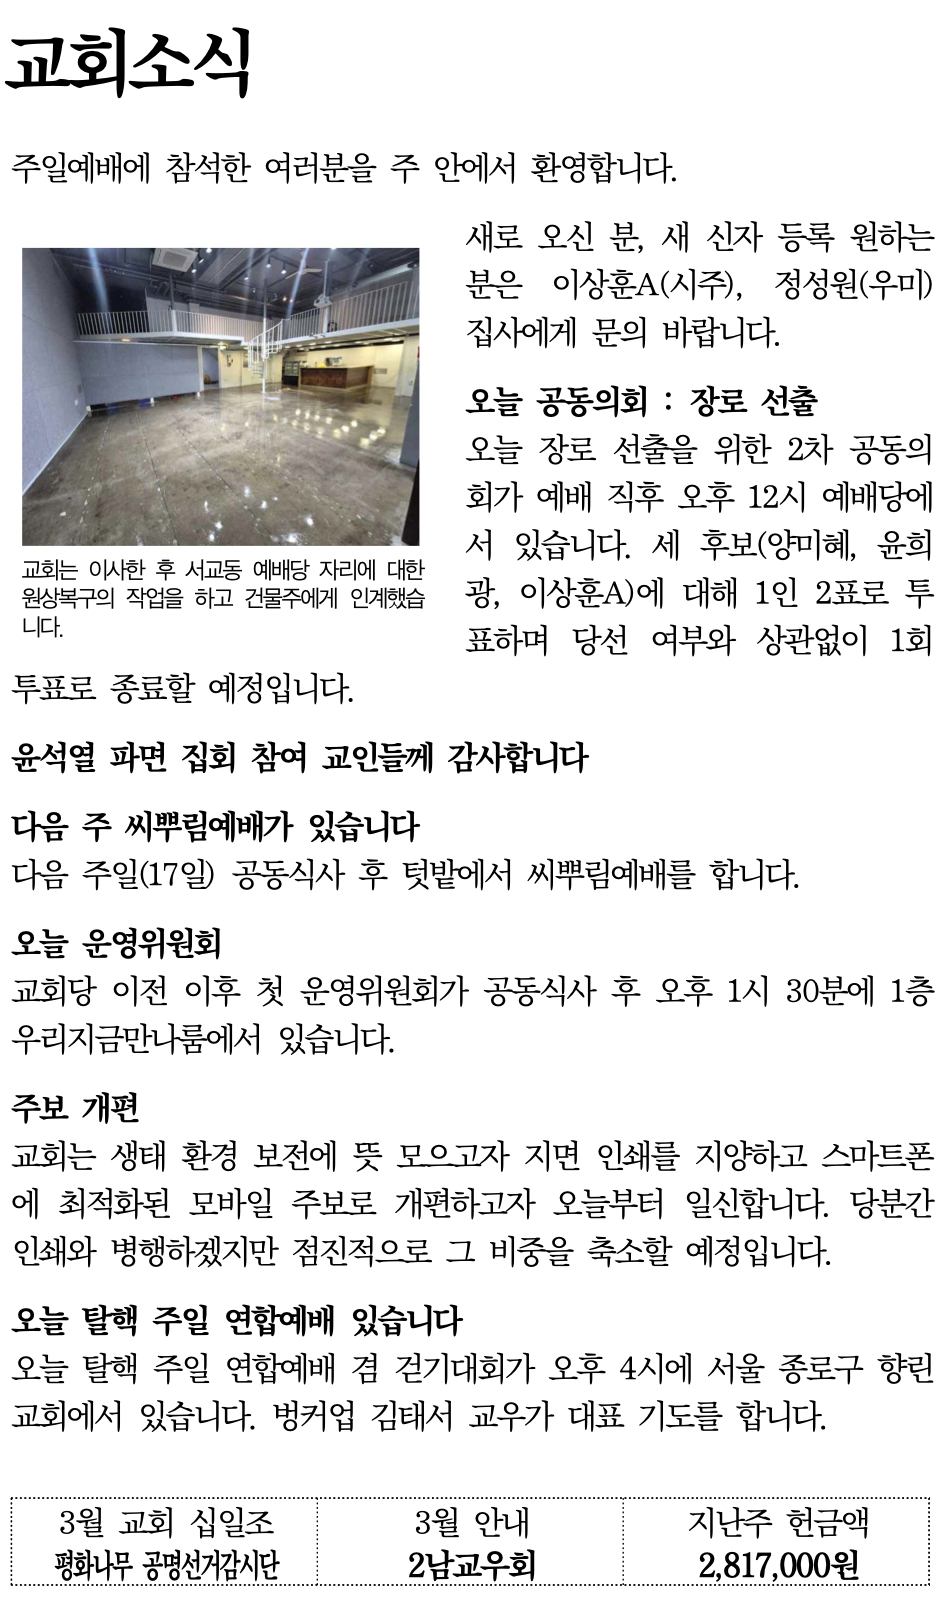 교회소식
주일예배에 참석한 여러분을 주 안에서 환영합니다.
새로 오신 분, 새 신자 등록 원하는
분은 이상훈A(시주), 정성원(우미)
집사에게 문의 바랍니다.
오늘 공동의회 : 장로 선출
오늘 장로 선출을 위한 2차 공동의
회가 예배 직후 오후 12시 예배당에
서 있습니다. 세 후보(양미혜, 윤희
광, 이상훈A)에 대해 1인 2표로 투
표하며 당선 여부와 상관없이 1회
교회는 이사한 후 서교동 예배당 자리에 대한
원상복구의 작업을 하고 건물주에게 인계했습
니다.
투표로 종료할 예정입니다.
윤석열 파면 집회 참여 교인들께 감사합니다
다음 주 씨뿌림예배가 있습니다
다음 주일(17일) 공동식사 후 텃밭에서 씨뿌림예배를 합니다.
오늘 운영위원회
교회당 이전 이후 첫 운영위원회가 공동식사 후 오후 1시 30분에 1층
우리지금만나룸에서 있습니다.
주보 개편
교회는 생태 환경 보전에 뜻 모으고자 지면 인쇄를 지양하고 스마트폰
에 최적화된 모바일 주보로 개편하고자 오늘부터 일신합니다. 당분간
인쇄와 병행하겠지만 점진적으로 그 비중을 축소할 예정입니다.
오늘 탈핵 주일 연합예배 있습니다
오늘 탈핵 주일 연합예배 겸 걷기대회가 오후 4시에 서울 종로구 향린
교회에서 있습니다. 벙커업 김태서 교우가 대표 기도를 합니다.
3월 교회 십일조 3월 안내 지난주 헌금액
평화나무 공명선거감시단 2남교우회 2,817,000원